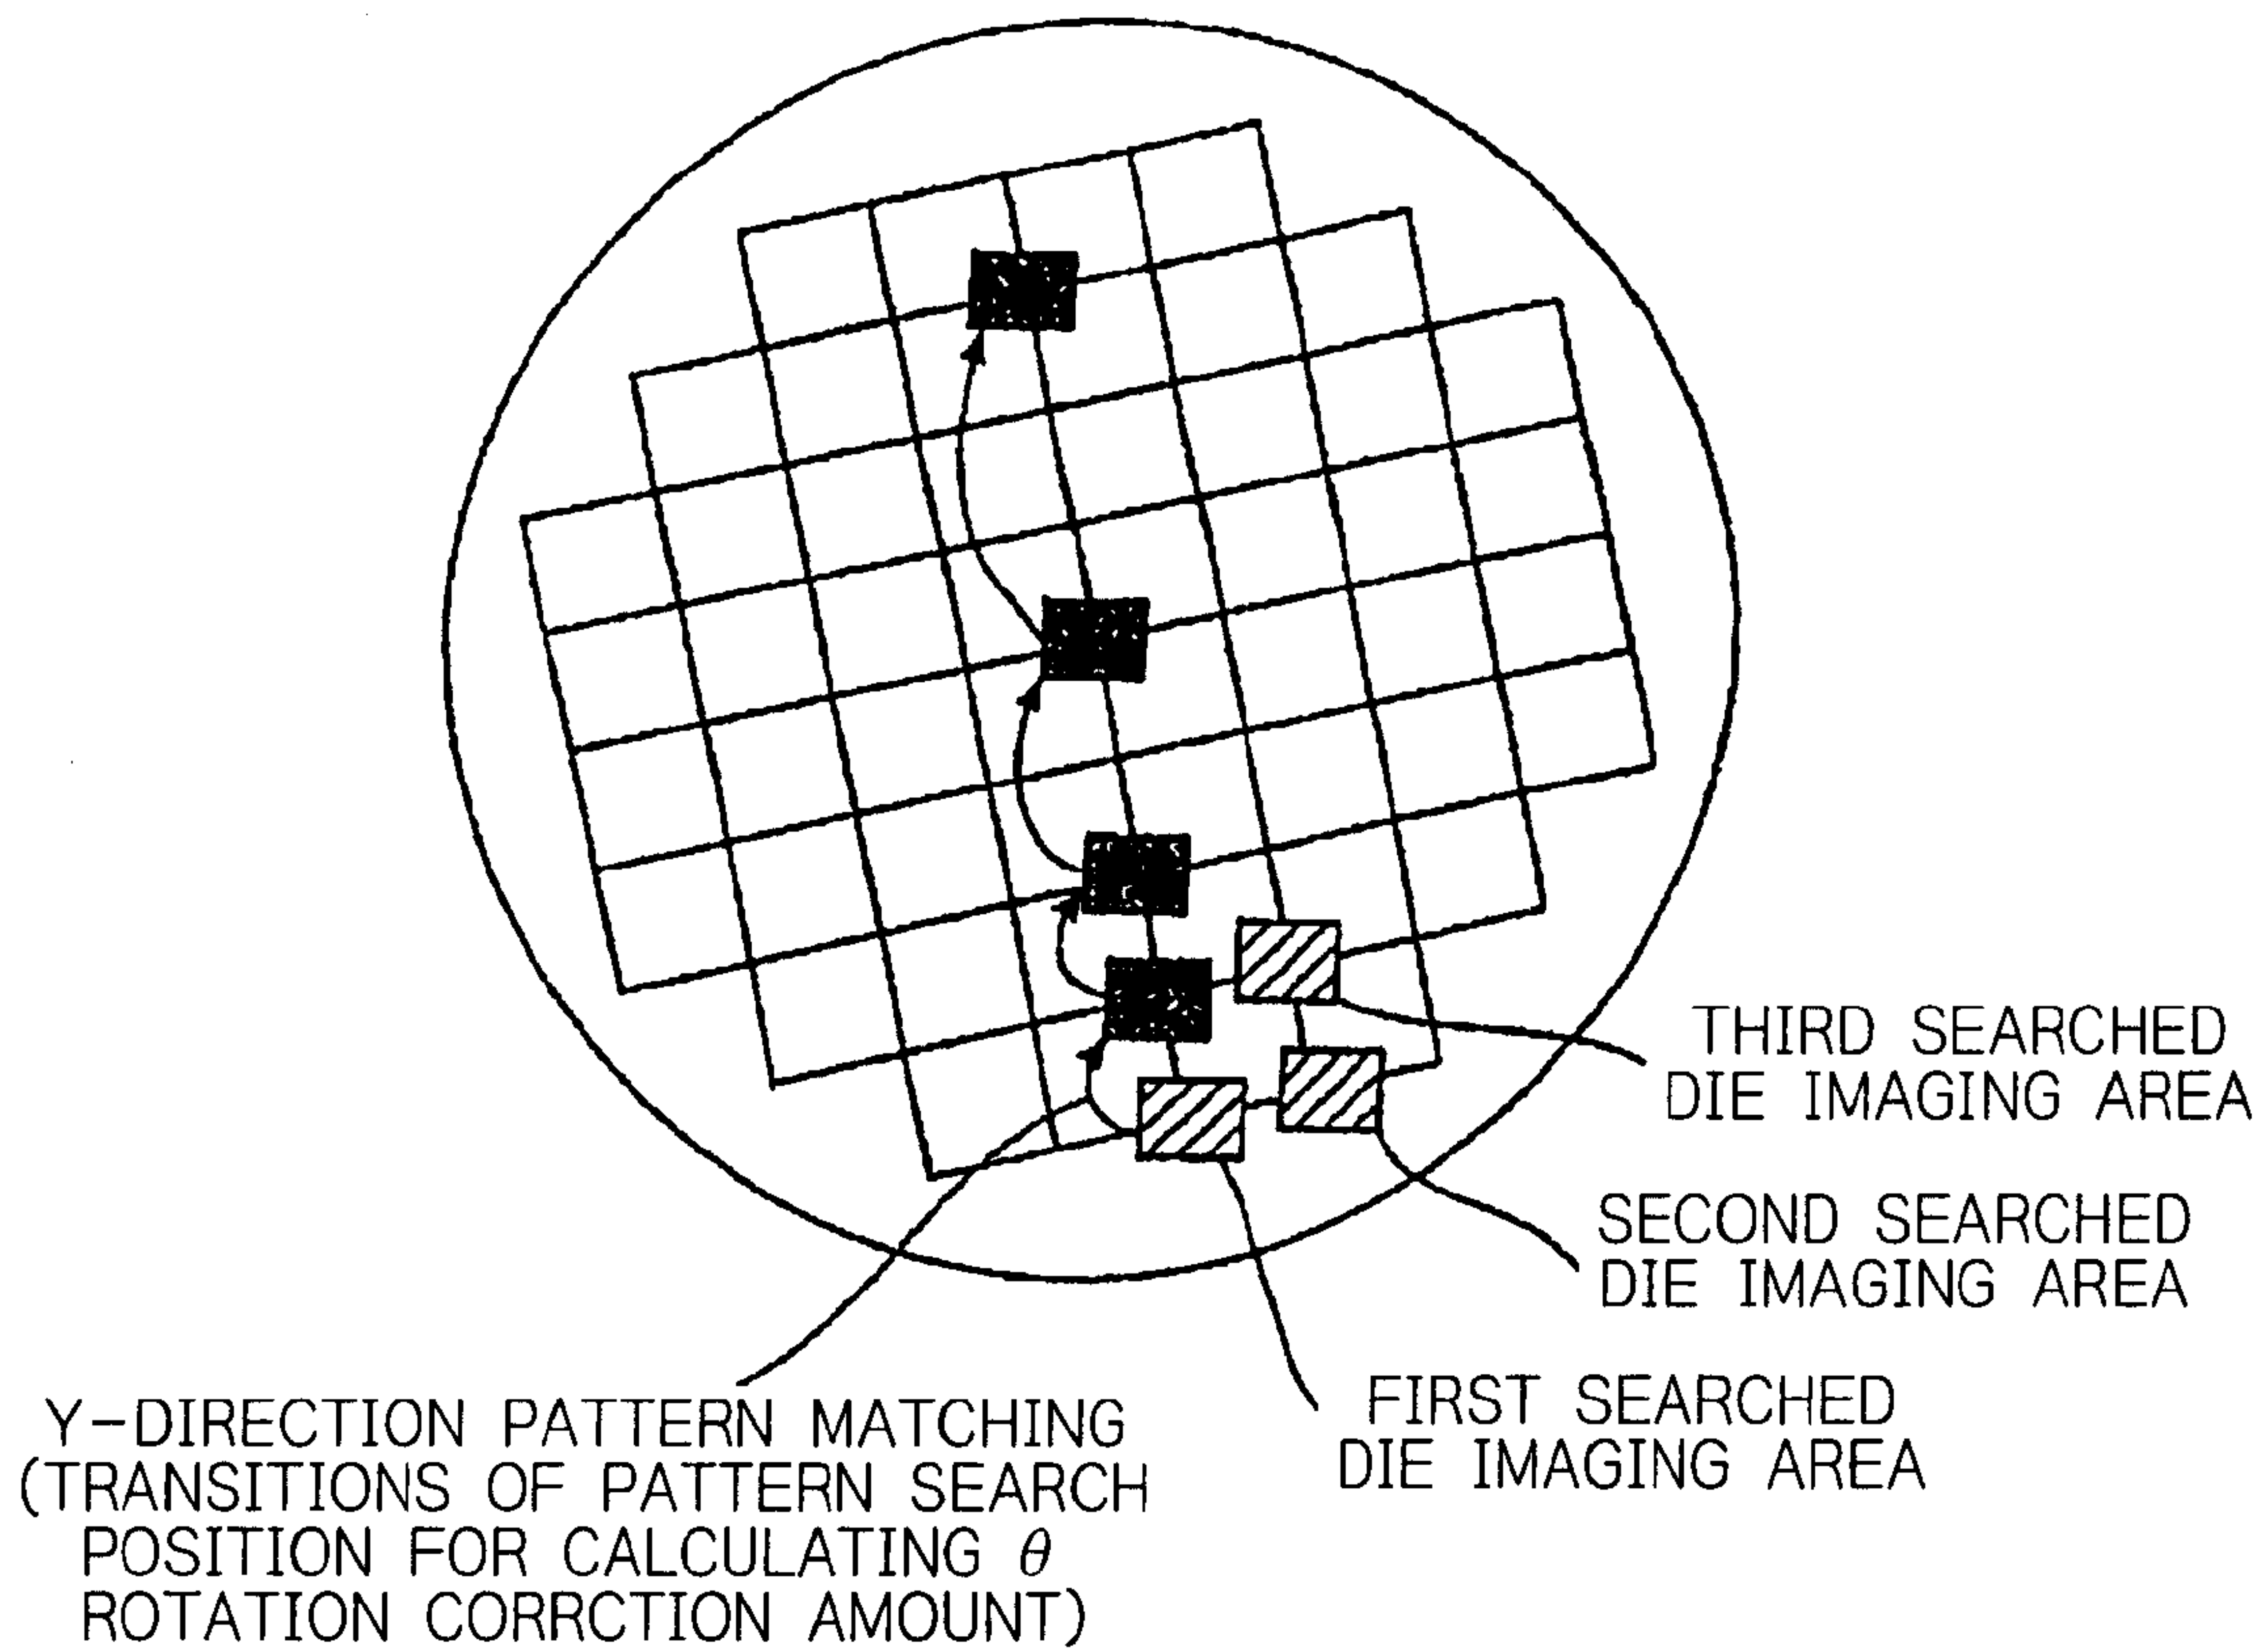 THIRD SEARCHED
DIE IMAGING AREA
SECOND SEARCHED
DIE IMAGING AREA
FIRST SEARCHED
DIE IMAGING AREA
Y-DIRECTION PATTERN MATCHING
(TRANSITIONS OF PATTERN SEARCH
POSITION FOR CALCULATING θ
ROTATION CORRCTION AMOUNT)